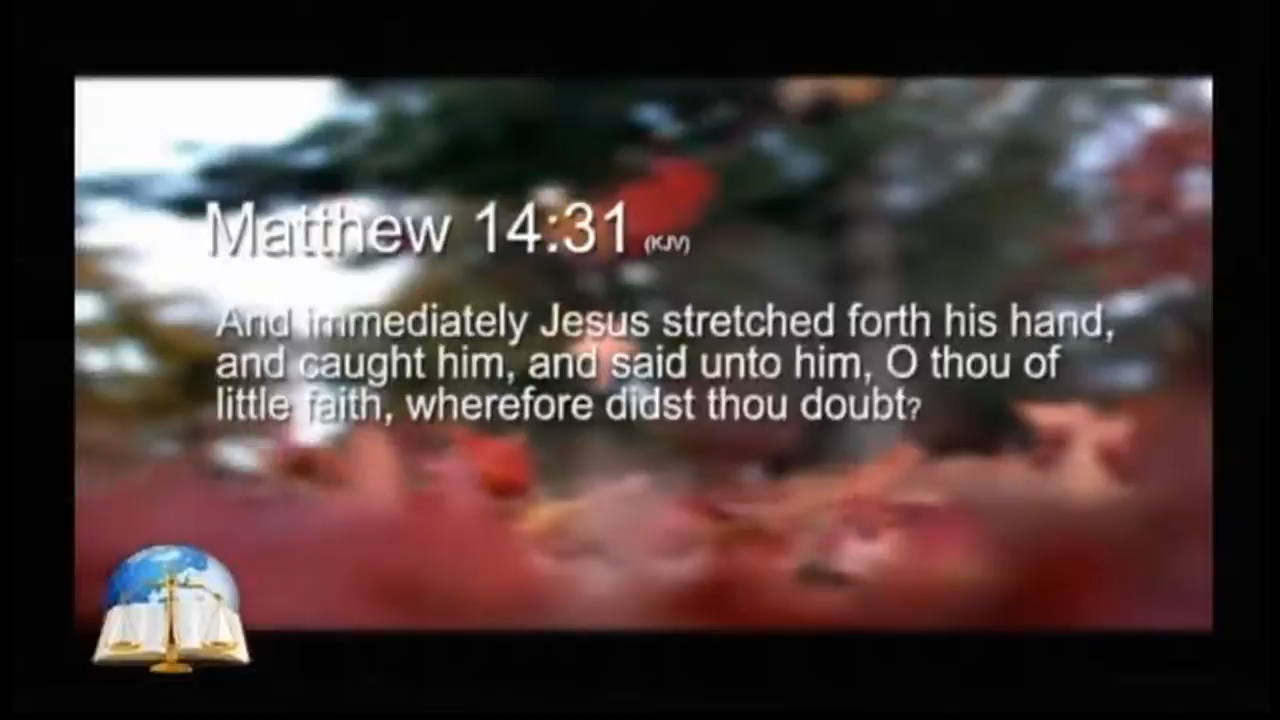 Matthew 14:31 (KJV)
And immediately Jesus stretched forth his hand,
and caught him, and said unto him, O thou of
little faith, wherefore didst thou doubt?